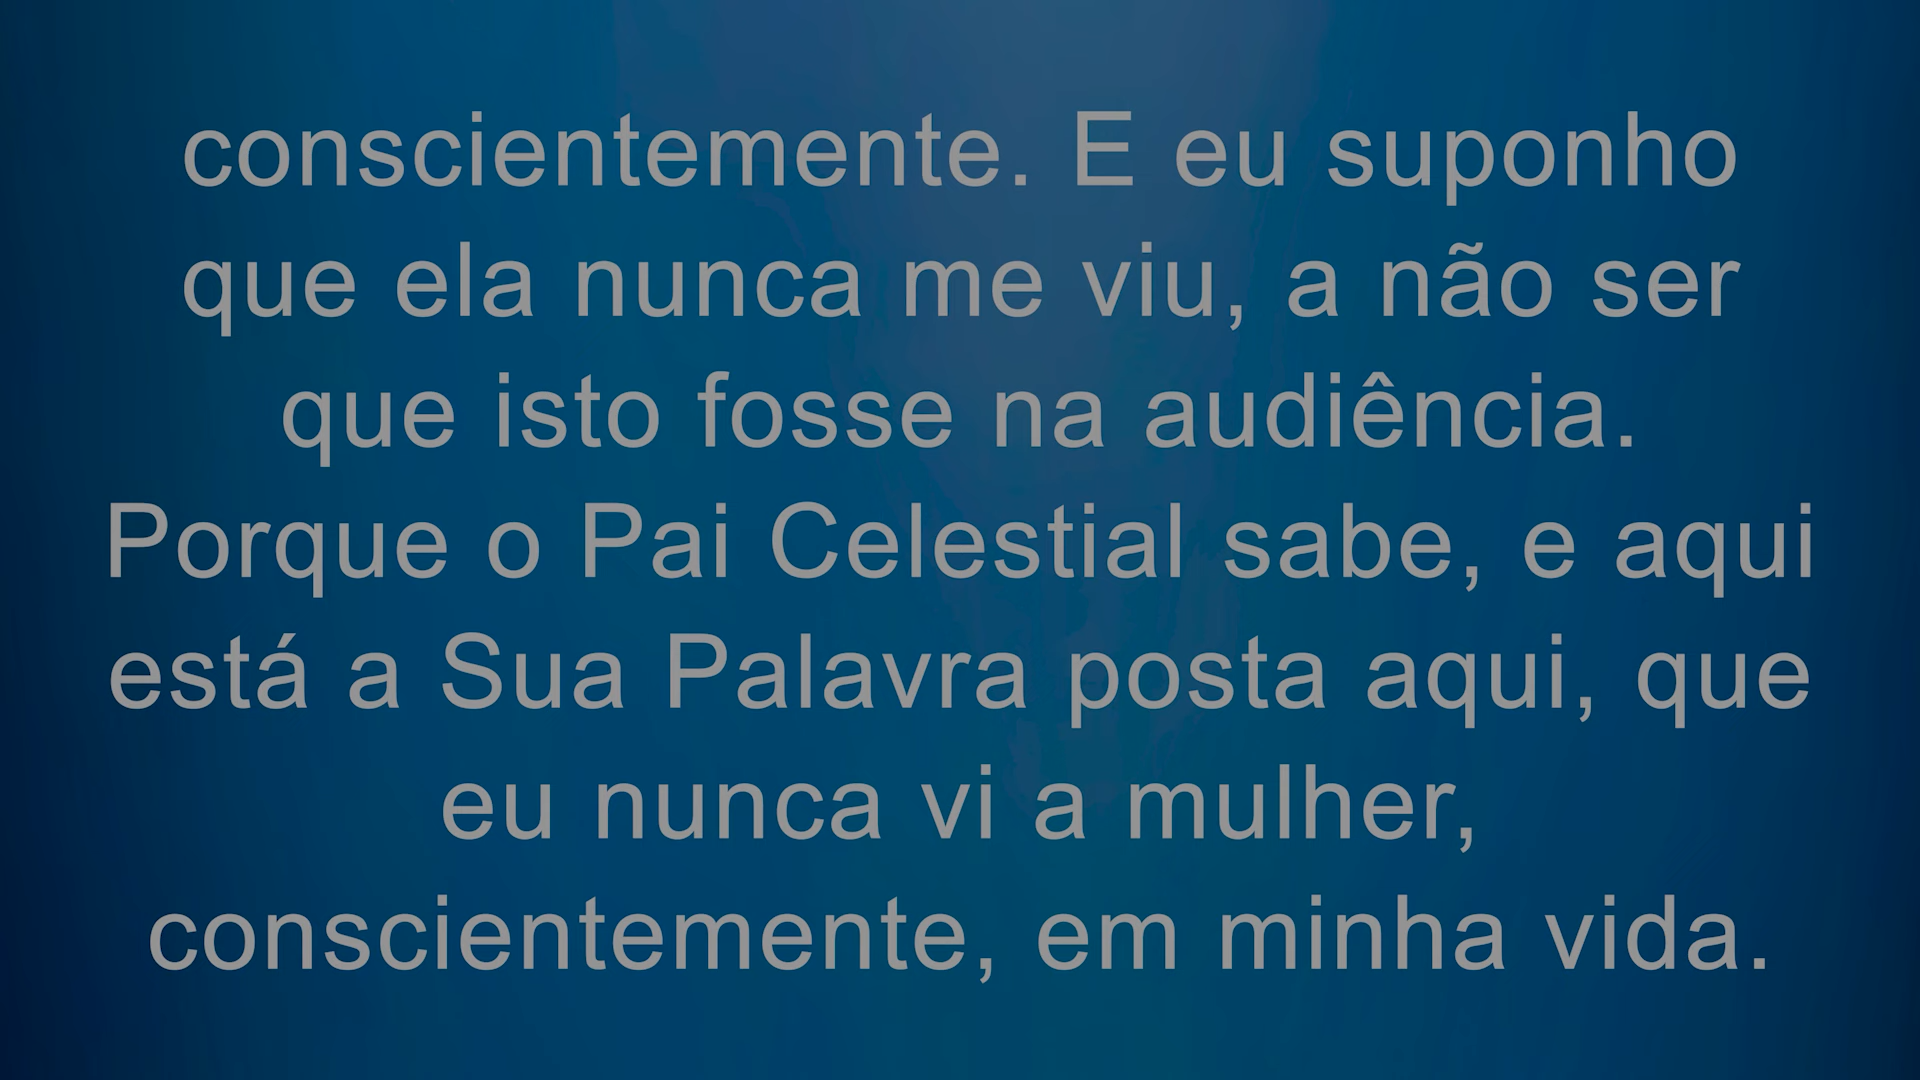 conscientemente. E eu suponho
que ela nunca me viu, a não ser
que isto fosse na audiência.
Porque o Pai Celestial sabe, e aqui
está a Sua Palavra posta aqui, que
eu nunca vi a mulher,
conscientemente, em minha vida.